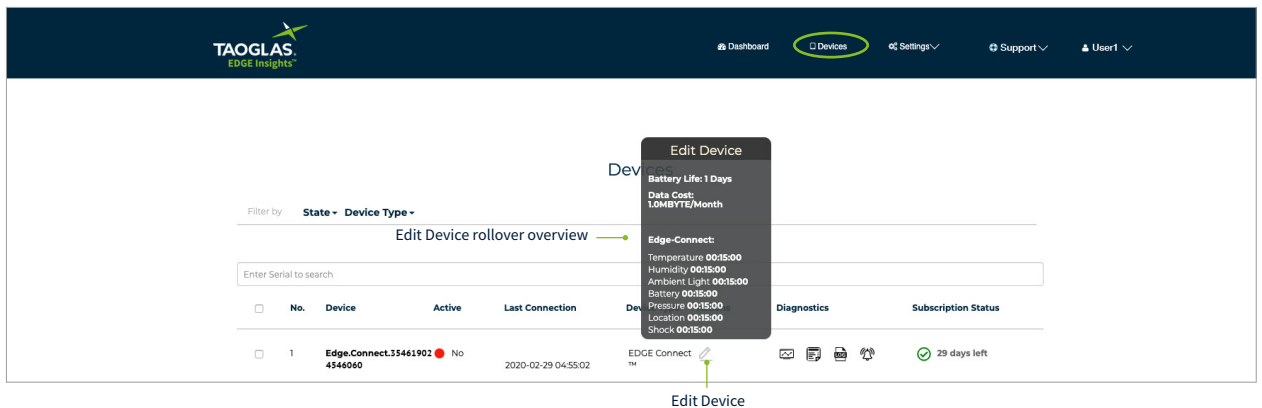 TAOGLAS.
EDGE Insights™
Dashboard
Devices
Settings
Support
User1
Edit Device
Devices
Battery Life: 1 Days
Data Cost:
1.0MBYTE/Month
Filter by State Device Type
Edit Device rollover overview
Edge-Connect:
Temperature 00:15:00
Humidity 00:15:00
Ambient Light 00:15:00
Battery 00:15:00
Pressure 00:15:00
Location 00:15:00
Shock 00:15:00
Enter Serial to search
No. Device Active Last Connection Diagnostics Subscription Status
1 Edge.Connect.35461902 No EDGE Connect 29 days left
4546060 2020-02-29 04:55:02 ™
LOG
Edit Device